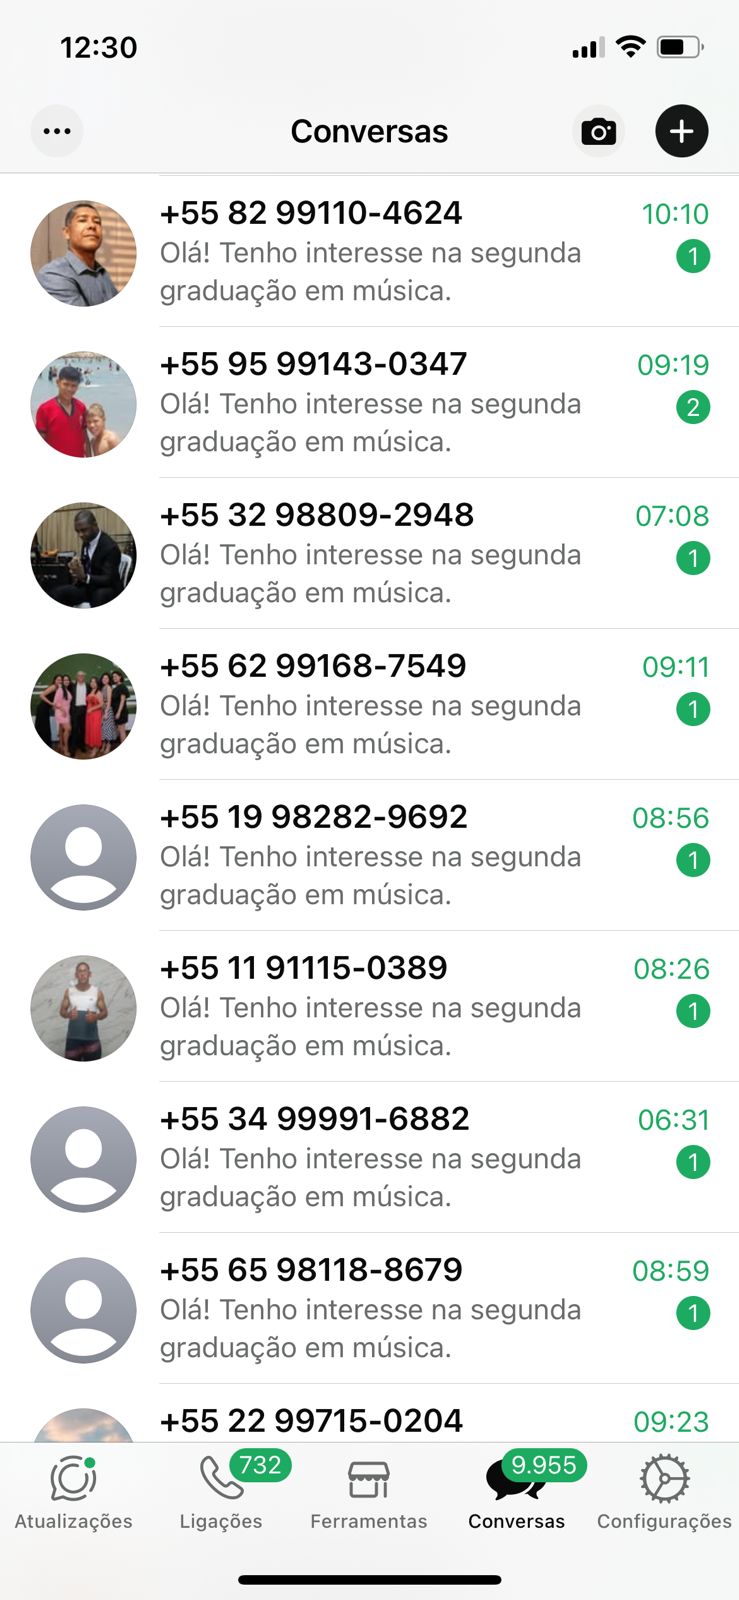 12:30
Conversas
+55 82 99110-4624 10:10
Olá! Tenho interesse na segunda 1
graduação em música.
+55 95 99143-0347 09:19
Olá! Tenho interesse na segunda 2
graduação em música.
+55 32 98809-2948 07:08
Olá! Tenho interesse na segunda 1
graduação em música.
+55 62 99168-7549 09:11
Olá! Tenho interesse na segunda 1
graduação em música.
+55 19 98282-9692 08:56
Olá! Tenho interesse na segunda 1
graduação em música.
+55 11 91115-0389 08:26
Olá! Tenho interesse na segunda 1
graduação em música.
+55 34 99991-6882 06:31
Olá! Tenho interesse na segunda 1
graduação em música.
+55 65 98118-8679 08:59
Olá! Tenho interesse na segunda 1
graduação em música.
+55 22 99715-0204 09:23
732 9.955
Atualizações Ligações Ferramentas Conversas Configurações